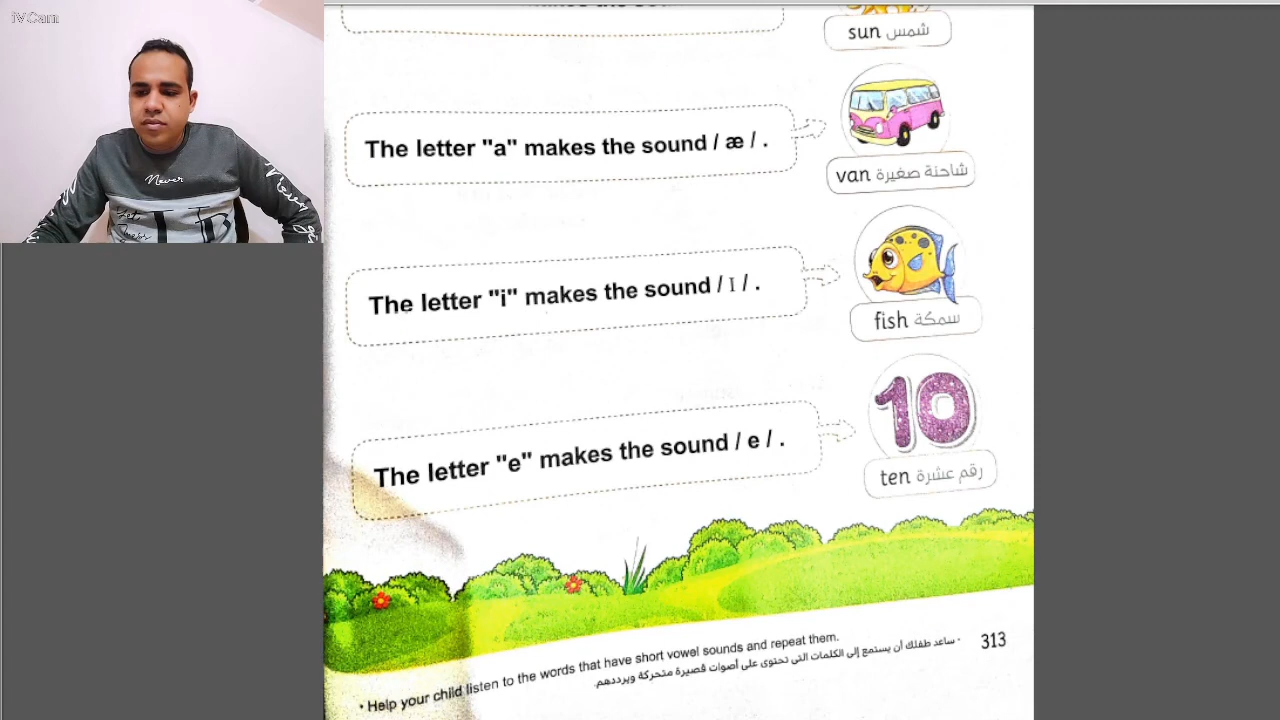 iVCam
sun شمس
The letter "a" makes the sound / æ / .
van شاحنة صغيرة
The letter "i" makes the sound / I / .
fish سمكة
10
The letter "e" makes the sound / e / .
ten رقم عشرة
• Help your child listen to the words that have short vowel sounds and repeat them.
- ساعد طفلك أن يستمع إلى الكلمات التى تحتوى على أصوات قصيرة متحركة ويرددهم.
313
Never